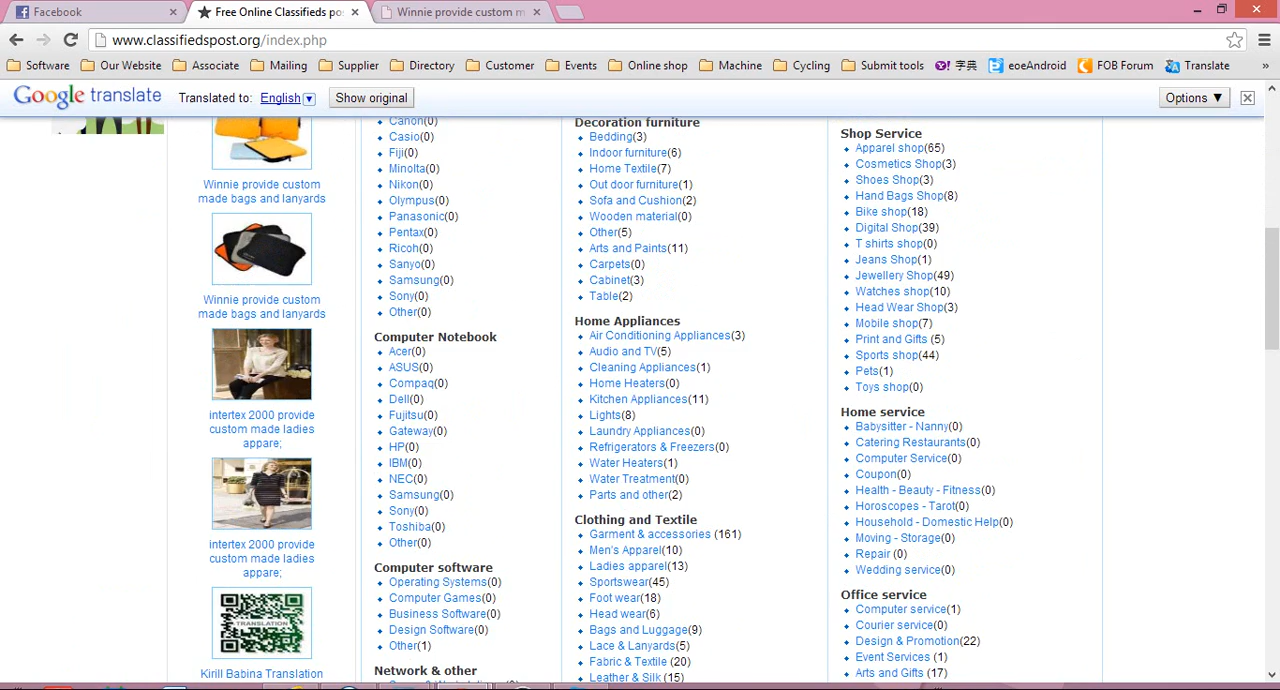 Facebook
Free Online Classifieds po
Winnie provide custom m
www.classifiedspost.org/index.php
Software
Our Website
Associate
Mailing
Supplier
Directory
Customer
Events
Online shop
Machine
Cycling
Submit tools
字典
eoeAndroid
FOB Forum
Translate
»
Google translate
Translated to: English
Show original
Options ▼
Winnie provide custom
made bags and lanyards
Winnie provide custom
made bags and lanyards
intertex 2000 provide
custom made ladies
appare;
intertex 2000 provide
custom made ladies
appare;
TRANSLATION
Kirill Babina Translation
Canon(0)
Casio(0)
Fiji(0)
Minolta(0)
Nikon(0)
Olympus(0)
Panasonic(0)
Pentax(0)
Ricoh(0)
Sanyo(0)
Samsung(0)
Sony(0)
Other(0)
Computer Notebook
Acer(0)
ASUS(0)
Compaq(0)
Dell(0)
Fujitsu(0)
Gateway(0)
HP(0)
IBM(0)
NEC(0)
Samsung(0)
Sony(0)
Toshiba(0)
Other(0)
Computer software
Operating Systems(0)
Computer Games(0)
Business Software(0)
Design Software(0)
Other(1)
Network & other
Decoration furniture
Bedding(3)
Indoor furniture(6)
Home Textile(7)
Out door furniture(1)
Sofa and Cushion(2)
Wooden material(0)
Other(5)
Arts and Paints(11)
Carpets(0)
Cabinet(3)
Table(2)
Home Appliances
Air Conditioning Appliances(3)
Audio and TV(5)
Cleaning Appliances(1)
Home Heaters(0)
Kitchen Appliances(11)
Lights(8)
Laundry Appliances(0)
Refrigerators & Freezers(0)
Water Heaters(1)
Water Treatment(0)
Parts and other(2)
Clothing and Textile
Garment & accessories (161)
Men's Apparel(10)
Ladies apparel(13)
Sportswear(45)
Foot wear(18)
Head wear(6)
Bags and Luggage(9)
Lace & Lanyards(5)
Fabric & Textile (20)
Leather & Silk (15)
Shop Service
Apparel shop(65)
Cosmetics Shop(3)
Shoes Shop(3)
Hand Bags Shop(8)
Bike shop(18)
Digital Shop(39)
T shirts shop(0)
Jeans Shop(1)
Jewellery Shop(49)
Watches shop(10)
Head Wear Shop(3)
Mobile shop(7)
Print and Gifts (5)
Sports shop(44)
Pets(1)
Toys shop(0)
Home service
Babysitter - Nanny(0)
Catering Restaurants(0)
Computer Service(0)
Coupon(0)
Health - Beauty - Fitness(0)
Horoscopes - Tarot(0)
Household - Domestic Help(0)
Moving - Storage(0)
Repair (0)
Wedding service(0)
Office service
Computer service(1)
Courier service(0)
Design & Promotion(22)
Event Services (1)
Arts and Gifts (17)